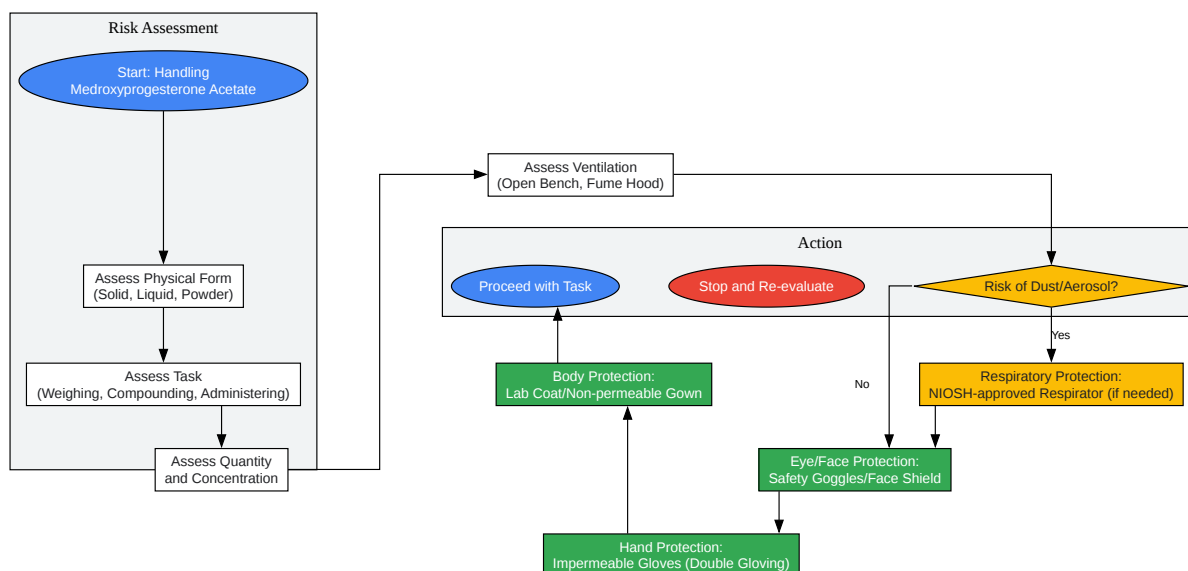 Risk Assessment
Start: Handling
Medroxyprogesterone Acetate
Assess Physical Form
(Solid, Liquid, Powder)
Assess Task
(Weighing, Compounding, Administering)
Assess Quantity
and Concentration
Assess Ventilation
(Open Bench, Fume Hood)
Action
Proceed with Task
Stop and Re-evaluate
Risk of Dust/Aerosol?
Yes
No
Respiratory Protection:
NIOSH-approved Respirator (if needed)
Eye/Face Protection:
Safety Goggles/Face Shield
Hand Protection:
Impermeable Gloves (Double Gloving)
Body Protection:
Lab Coat/Non-permeable Gown